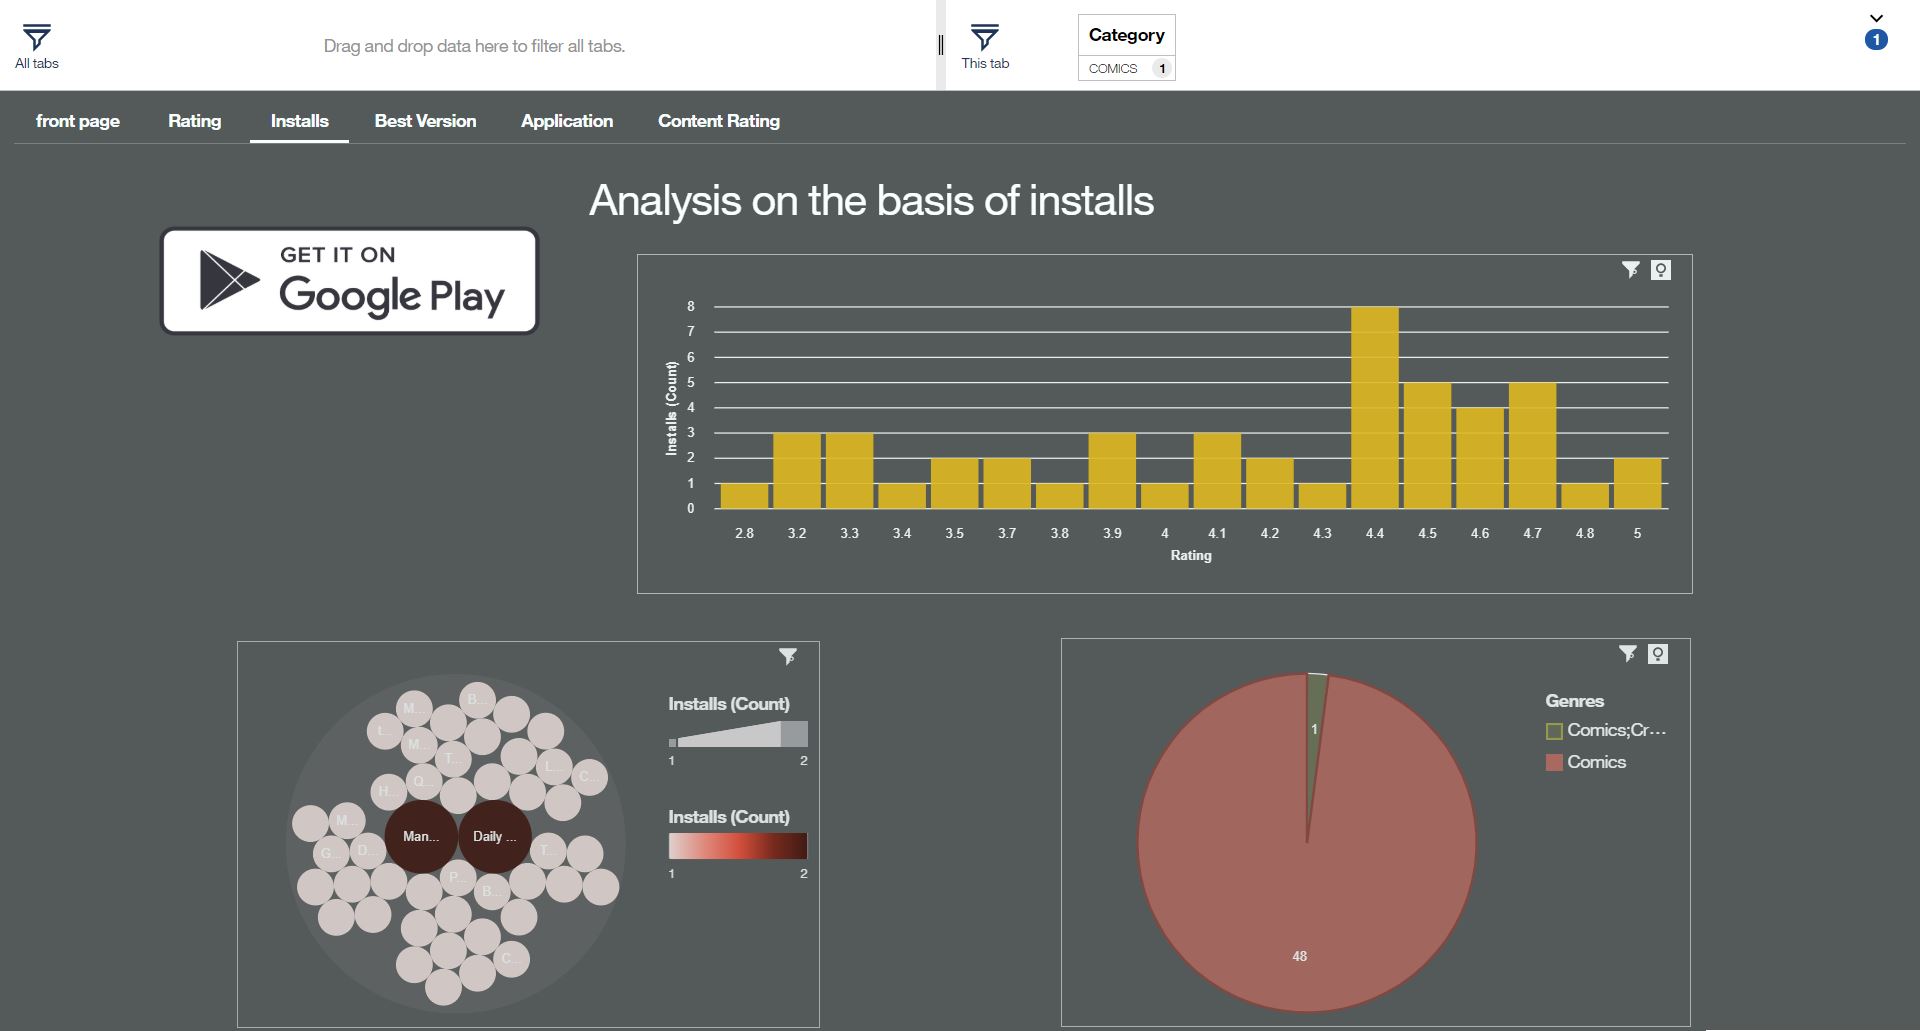 All tabs
Drag and drop data here to filter all tabs.
This tab
Category
COMICS 1
1
front page Rating Installs Best Version Application Content Rating
Analysis on the basis of installs
GET IT ON
Google Play
Installs (Count)
8
7
6
5
4
3
2
1
0
2.8 3.2 3.3 3.4 3.5 3.7 3.8 3.9 4 4.1 4.2 4.3 4.4 4.5 4.6 4.7 4.8 5
Rating
B...
M...
t...
M...
T...
L...
C...
Q...
H...
M...
Man...
Daily ...
G...
D...
T...
P...
B...
C...
Installs (Count)
1 2
Installs (Count)
1 2
1
48
Genres
Comics;Cr...
Comics